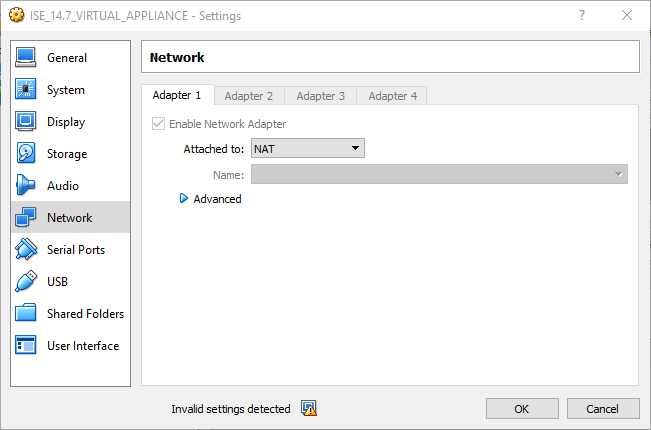 ISE_14.7_VIRTUAL_APPLIANCE - Settings
?
General
System
Display
Storage
Audio
Network
Serial Ports
USB
Shared Folders
User Interface
Network
Adapter 1
Adapter 2
Adapter 3
Adapter 4
Enable Network Adapter
Attached to: NAT
Name:
Advanced
Invalid settings detected
OK
Cancel